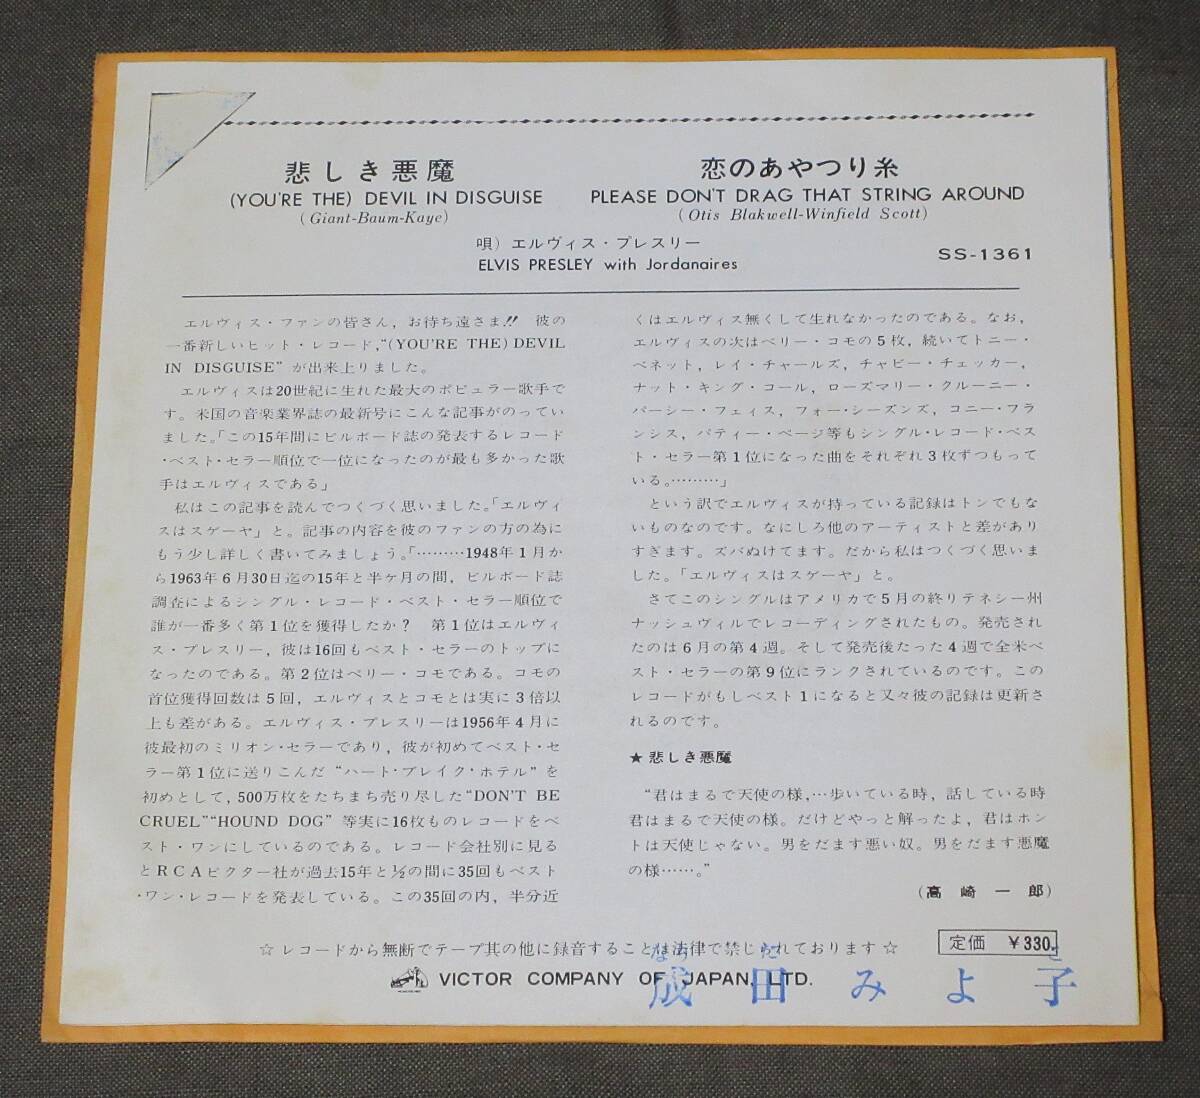 悲しき悪魔
(YOU'RE THE) DEVIL IN DISGUISE
(Giant-Baum-Kaye)
恋のあやつり糸
PLEASE DON'T DRAG THAT STRING AROUND
(Otis Blakwell-Winfield Scott)
唄) エルヴィス・プレスリー
ELVIS PRESLEY with Jordanaires
SS-1361
エルヴィス・ファンの皆さん，お待ち遠さま!! 彼の
一番新しいヒット・レコード，“(YOU'RE THE) DEVIL
IN DISGUISE” が出来上りました。
エルヴィスは20世紀に生れた最大のポピュラー歌手で
す。米国の音楽業界誌の最新号にこんな記事がのってい
ました。「この15年間にビルボード誌の発表するレコード
・ベスト・セラー順位で一位になったのが最も多かった歌
手はエルヴィスである」
私はこの記事を読んでつくづく思いました。「エルヴィ
スはスゲーヤ」と。記事の内容を彼のファンの方の為に
もう少し詳しく書いてみましょう。「………1948年1月か
ら1963年6月30日迄の15年と半ケ月の間，ビルボード誌
調査によるシングル・レコード・ベスト・セラー順位で
誰が一番多く第1位を獲得したか？ 第1位はエルヴィ
ス・プレスリー，彼は16回もベスト・セラーのトップに
なったのである。第2位はペリー・コモである。コモの
首位獲得回数は5回，エルヴィスとコモとは実に3倍以
上も差がある。エルヴィス・プレスリーは1956年4月に
彼最初のミリオン・セラーであり，彼が初めてベスト・セ
ラー第1位に送りこんだ “ハート・ブレイク・ホテル” を
初めとして，500万枚をたちまち売り尽した“DON'T BE
CRUEL”“HOUND DOG” 等実に16枚ものレコードをベ
スト・ワンにしているのである。レコード会社別に見る
とRCAビクター社が過去15年と½の間に35回もベスト
・ワン・レコードを発表している。この35回の内，半分近
くはエルヴィス無くして生れなかったのである。なお，
エルヴィスの次はペリー・コモの5枚，続いてトニー・
ベネット，レイ・チャールズ，チャビー・チェッカー，
ナット・キング・コール，ローズマリー・クルーニー・
パーシー・フェイス，フォー・シーズンズ，コニー・フラ
ンシス，パティー・ページ等もシングル・レコード・ベス
ト・セラー第1位になった曲をそれぞれ3枚ずつもって
いる。………」
という訳でエルヴィスが持っている記録はトンでもな
いものなのです。なにしろ他のアーティストと差があり
すぎます。ズバぬけてます。だから私はつくづく思いま
した。「エルヴィスはスゲーヤ」と。
さてこのシングルはアメリカで5月の終りテネシー州
ナッシュヴィルでレコーディングされたもの。発売され
たのは6月の第4週。そして発売後たった4週で全米ベ
スト・セラーの第9位にランクされているのです。この
レコードがもしベスト1になると又々彼の記録は更新さ
れるのです。
★ 悲しき悪魔
“君はまるで天使の様，…歩いている時，話している時
君はまるで天使の様。だけどやっと解ったよ，君はホン
トは天使じゃない。男をだます悪い奴。男をだます悪魔
の様……。”
(高崎一郎)
☆ レコードから無断でテープ其の他に録音することは法律で禁じられております ☆
定価 ¥330.
VICTOR COMPANY OF JAPAN, LTD.
成田みよ子